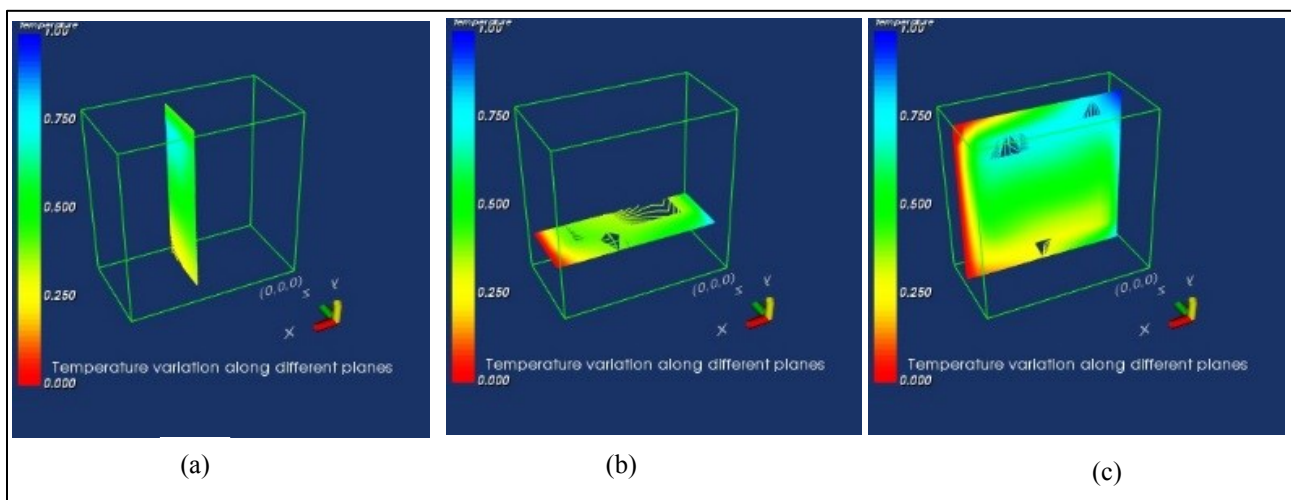 Temperature
1.00
0.750
0.500
0.250
0.000
(0,0,0)
Z
Y
X
Temperature variation along different planes
(a)
Temperature
1.00
0.750
0.500
0.250
0.000
(0,0,0)
Z
Y
X
Temperature variation along different planes
(b)
Temperature
1.00
0.750
0.500
0.250
0.000
(0,0,0)
Z
Y
X
Temperature variation along different planes
(c)